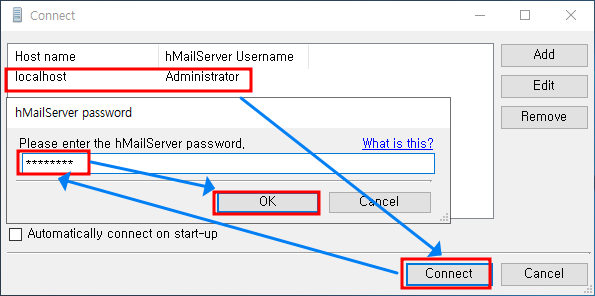 Connect
Host name hMailServer Username
localhost Administrator
Add
Edit
Remove
hMailServer password
Please enter the hMailServer password.
What is this?
********
OK
Cancel
Automatically connect on start-up
Connect
Cancel